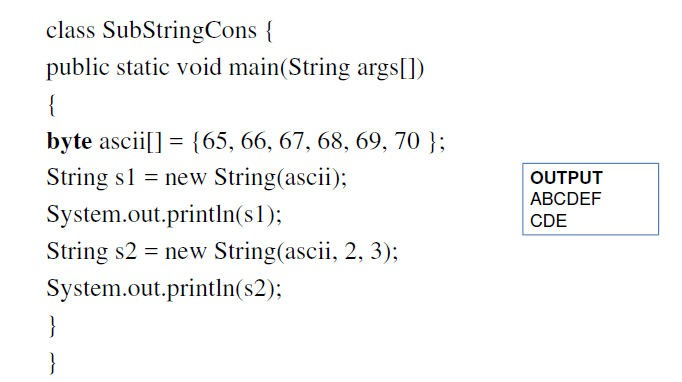 class SubStringCons {
public static void main(String args[])
{
byte ascii[] = {65, 66, 67, 68, 69, 70 };
String s1 = new String(ascii);
System.out.println(s1);
String s2 = new String(ascii, 2, 3);
System.out.println(s2);
}
}
OUTPUT
ABCDEF
CDE